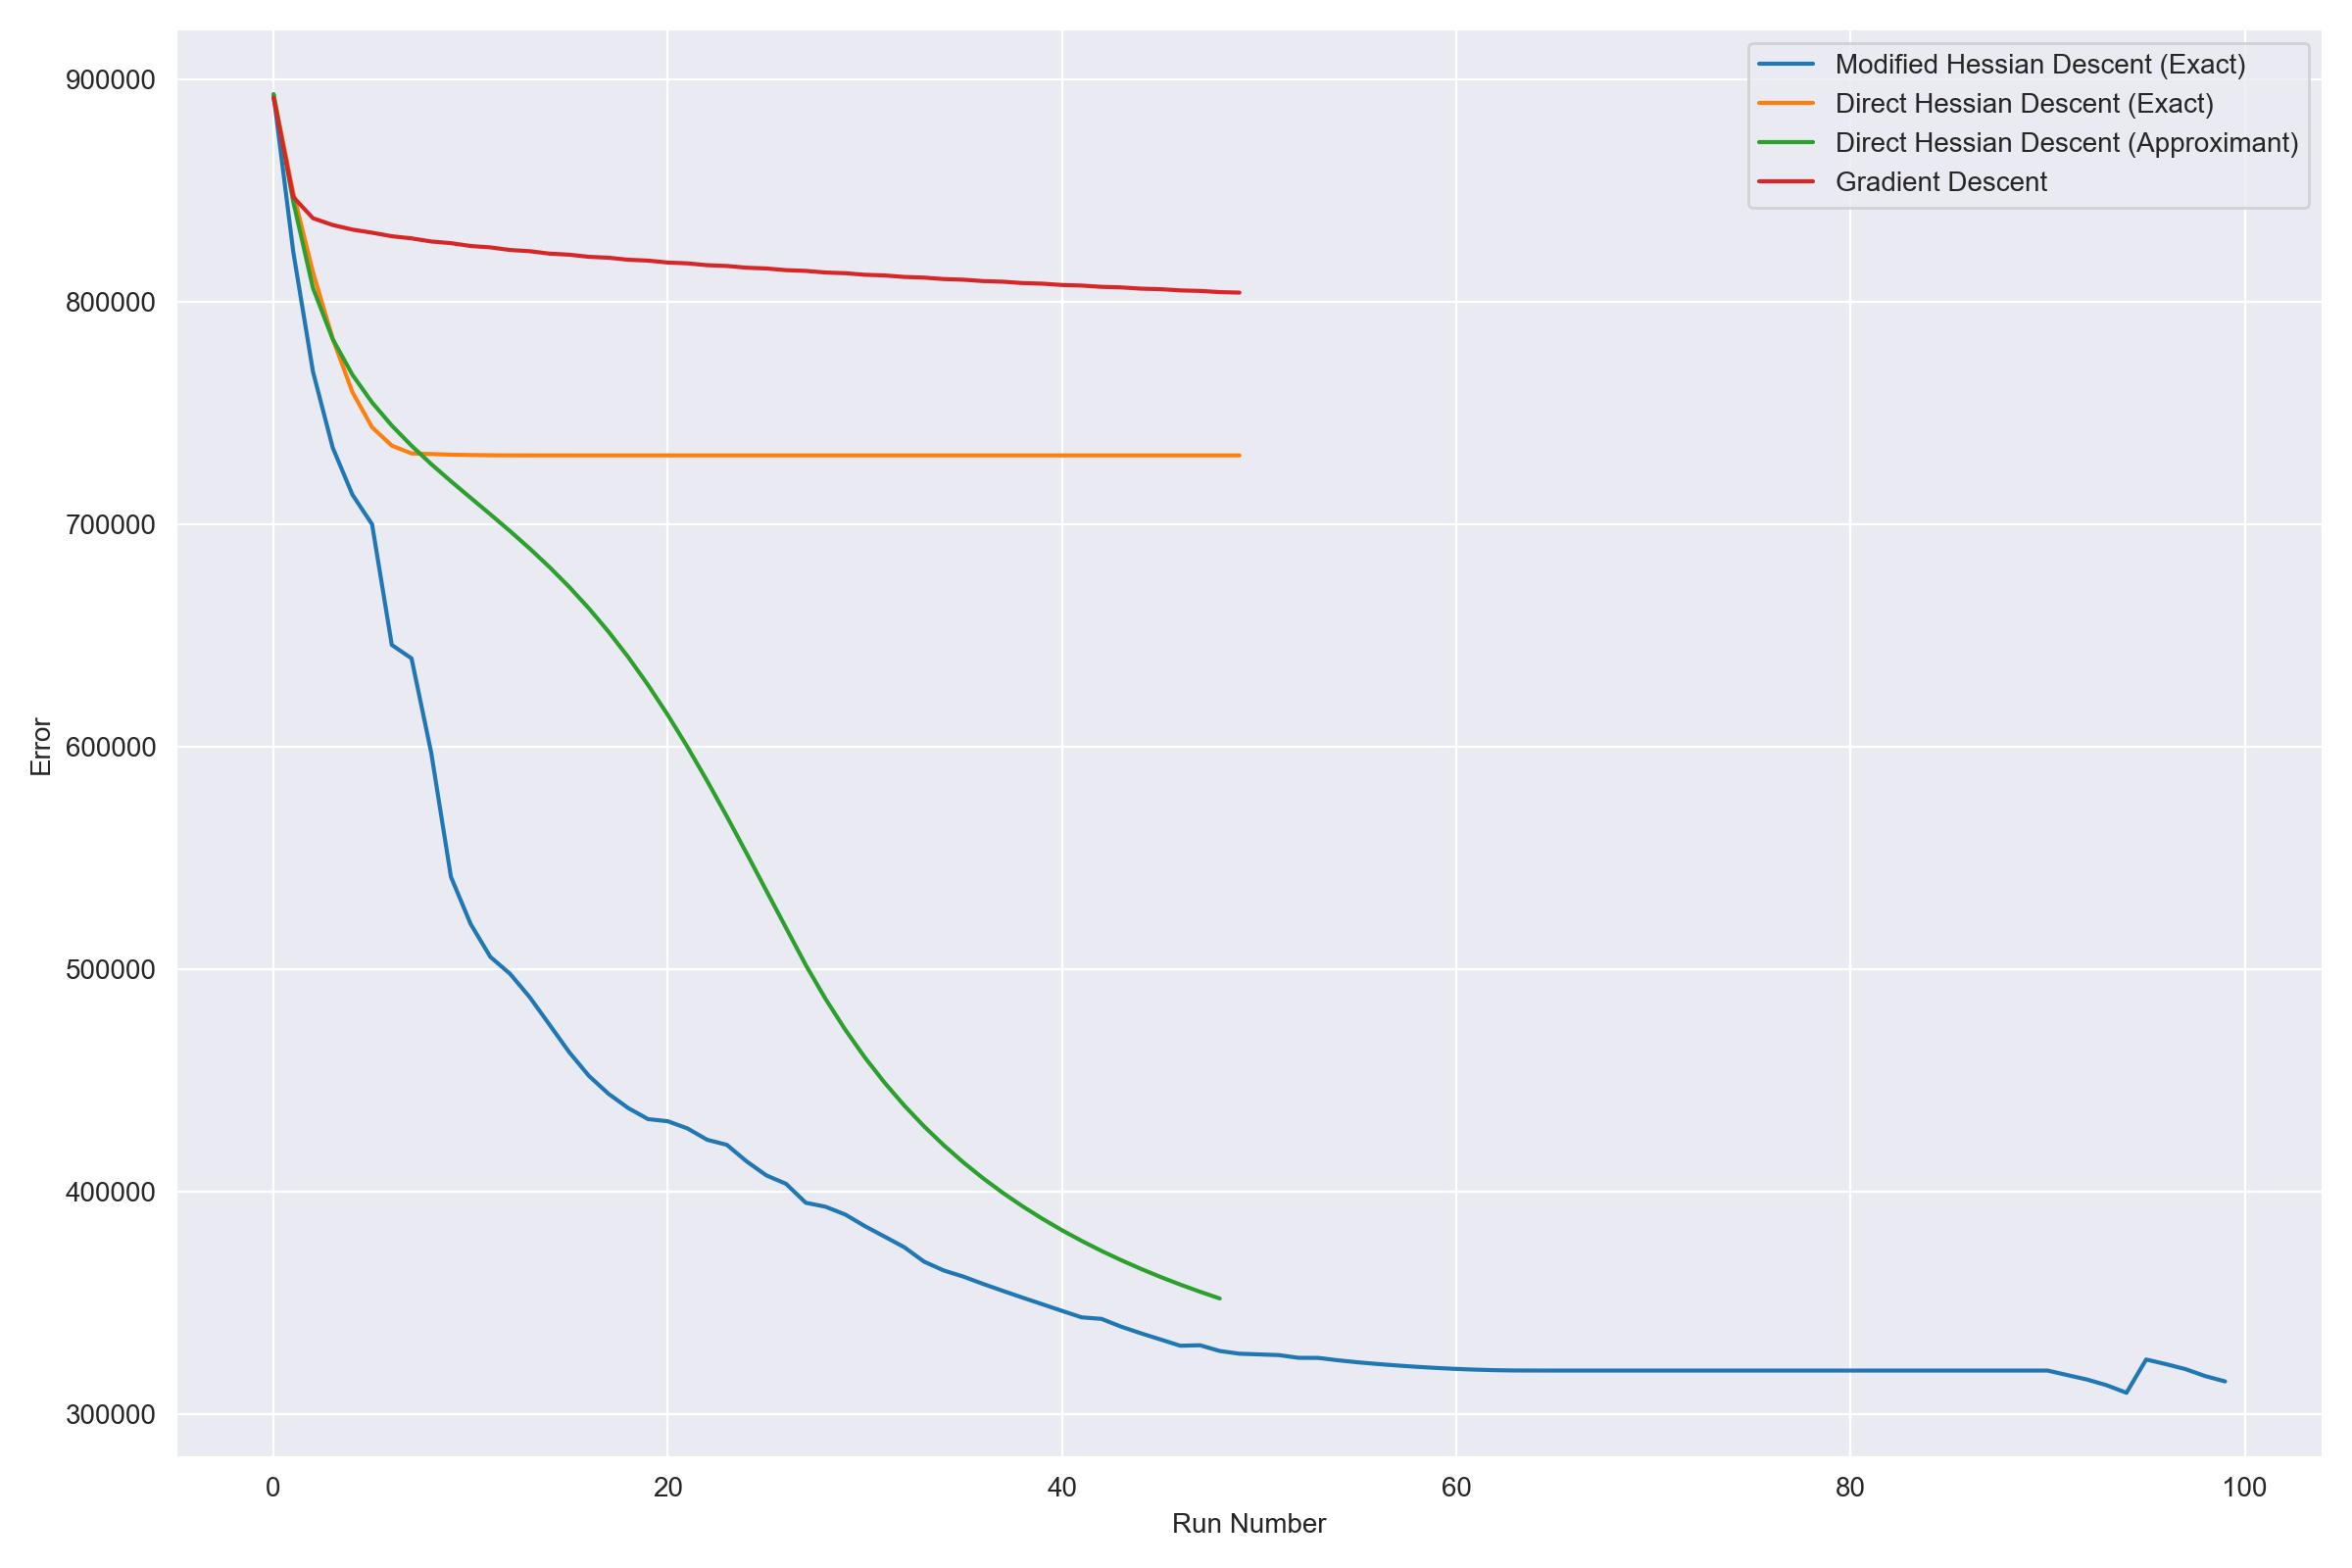 Modified Hessian Descent (Exact)
Direct Hessian Descent (Exact)
Direct Hessian Descent (Approximant)
Gradient Descent
900000
800000
700000
600000
500000
400000
300000
Error
0
20
40
60
80
100
Run Number